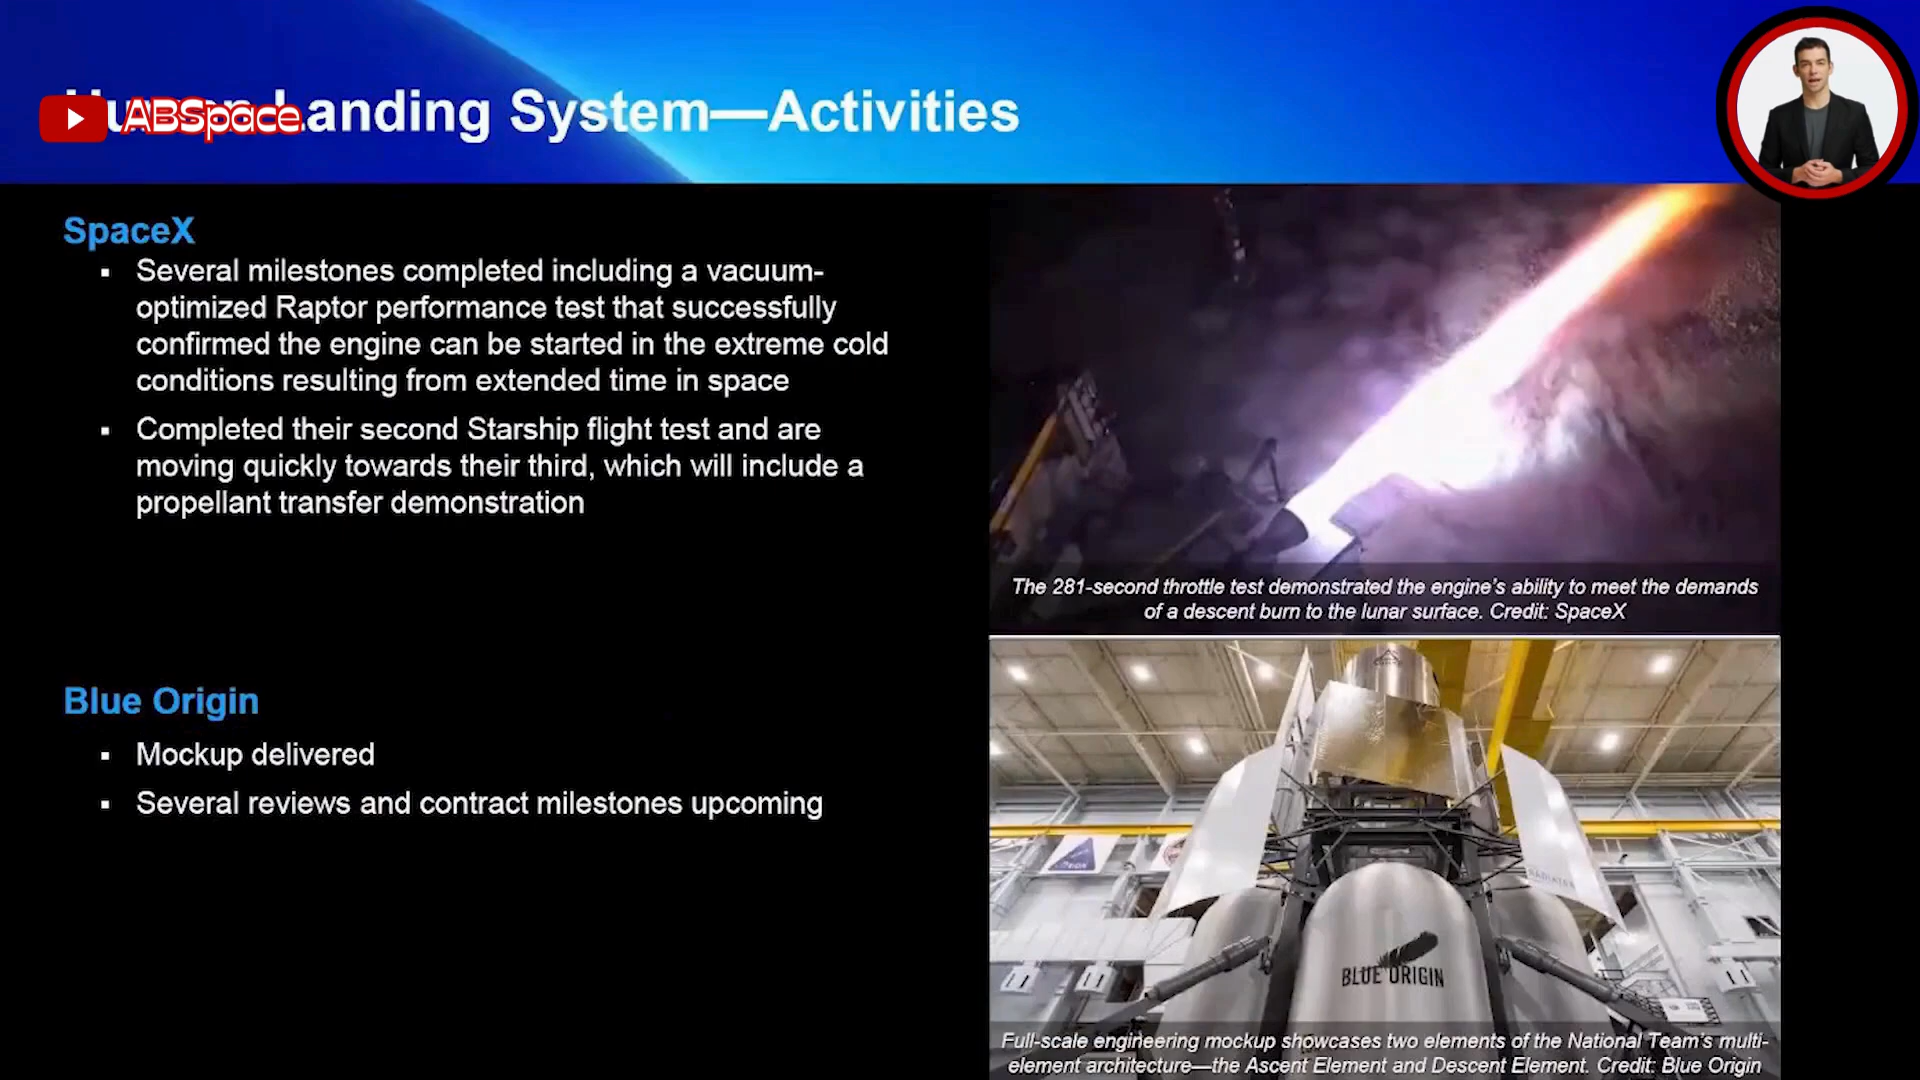 Human Landing System—Activities
ABSpace
SpaceX
▪ Several milestones completed including a vacuum-
optimized Raptor performance test that successfully
confirmed the engine can be started in the extreme cold
conditions resulting from extended time in space
▪ Completed their second Starship flight test and are
moving quickly towards their third, which will include a
propellant transfer demonstration
The 281-second throttle test demonstrated the engine's ability to meet the demands
of a descent burn to the lunar surface. Credit: SpaceX
Blue Origin
▪ Mockup delivered
▪ Several reviews and contract milestones upcoming
RADIATOR
BLUE ORIGIN
Full-scale engineering mockup showcases two elements of the National Team's multi-
element architecture—the Ascent Element and Descent Element. Credit: Blue Origin